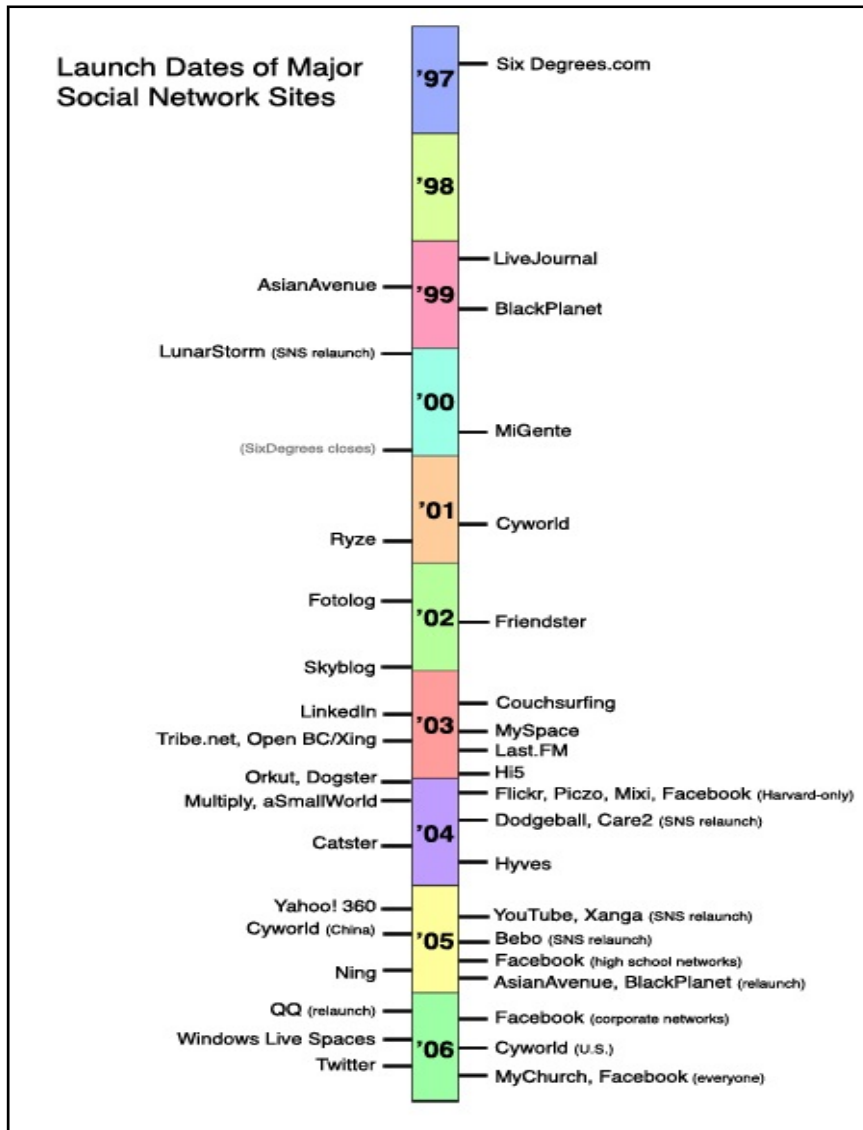 Launch Dates of Major
Social Network Sites
'97
Six Degrees.com
'98
'99
LiveJournal
AsianAvenue
BlackPlanet
LunarStorm (SNS relaunch)
'00
MiGente
(SixDegrees closes)
'01
Cyworld
Ryze
Fotolog
'02
Friendster
Skyblog
'03
Couchsurfing
LinkedIn
MySpace
Tribe.net, Open BC/Xing
Last.FM
Hi5
Orkut, Dogster
Flickr, Piczo, Mixi, Facebook (Harvard-only)
Multiply, aSmallWorld
'04
Dodgeball, Care2 (SNS relaunch)
Catster
Hyves
Yahoo! 360
YouTube, Xanga (SNS relaunch)
Cyworld (China)
'05
Bebo (SNS relaunch)
Facebook (high school networks)
Ning
AsianAvenue, BlackPlanet (relaunch)
QQ (relaunch)
Facebook (corporate networks)
Windows Live Spaces
'06
Cyworld (U.S.)
Twitter
MyChurch, Facebook (everyone)